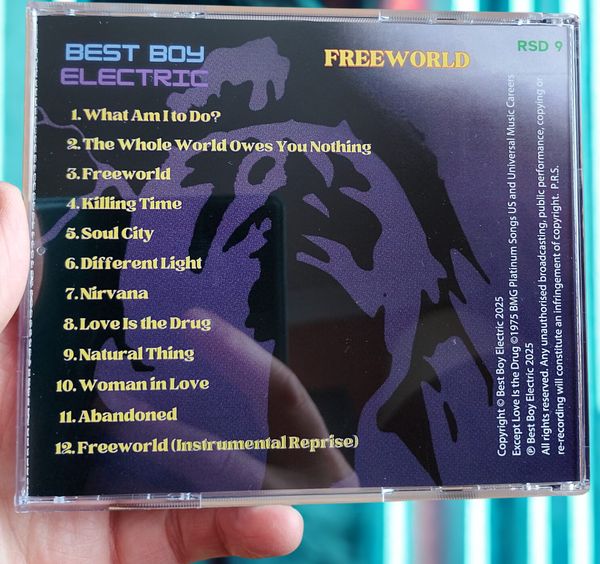 BEST BOY
ELECTRIC
FREEWORLD
RSD 9
1. What Am I to Do?
2. The Whole World Owes You Nothing
3. Freeworld
4. Killing Time
5. Soul City
6. Different Light
7. Nirvana
8. Love Is the Drug
9. Natural Thing
10. Woman in Love
11. Abandoned
12. Freeworld (Instrumental Reprise)
Copyright © Best Boy Electric 2025
Except Love Is the Drug ©1975 BMG Platinum Songs US and Universal Music Careers
℗ Best Boy Electric 2025
All rights reserved. Any unauthorised broadcasting, public performance, copying or
re-recording will constitute an infringement of copyright. P.R.S.